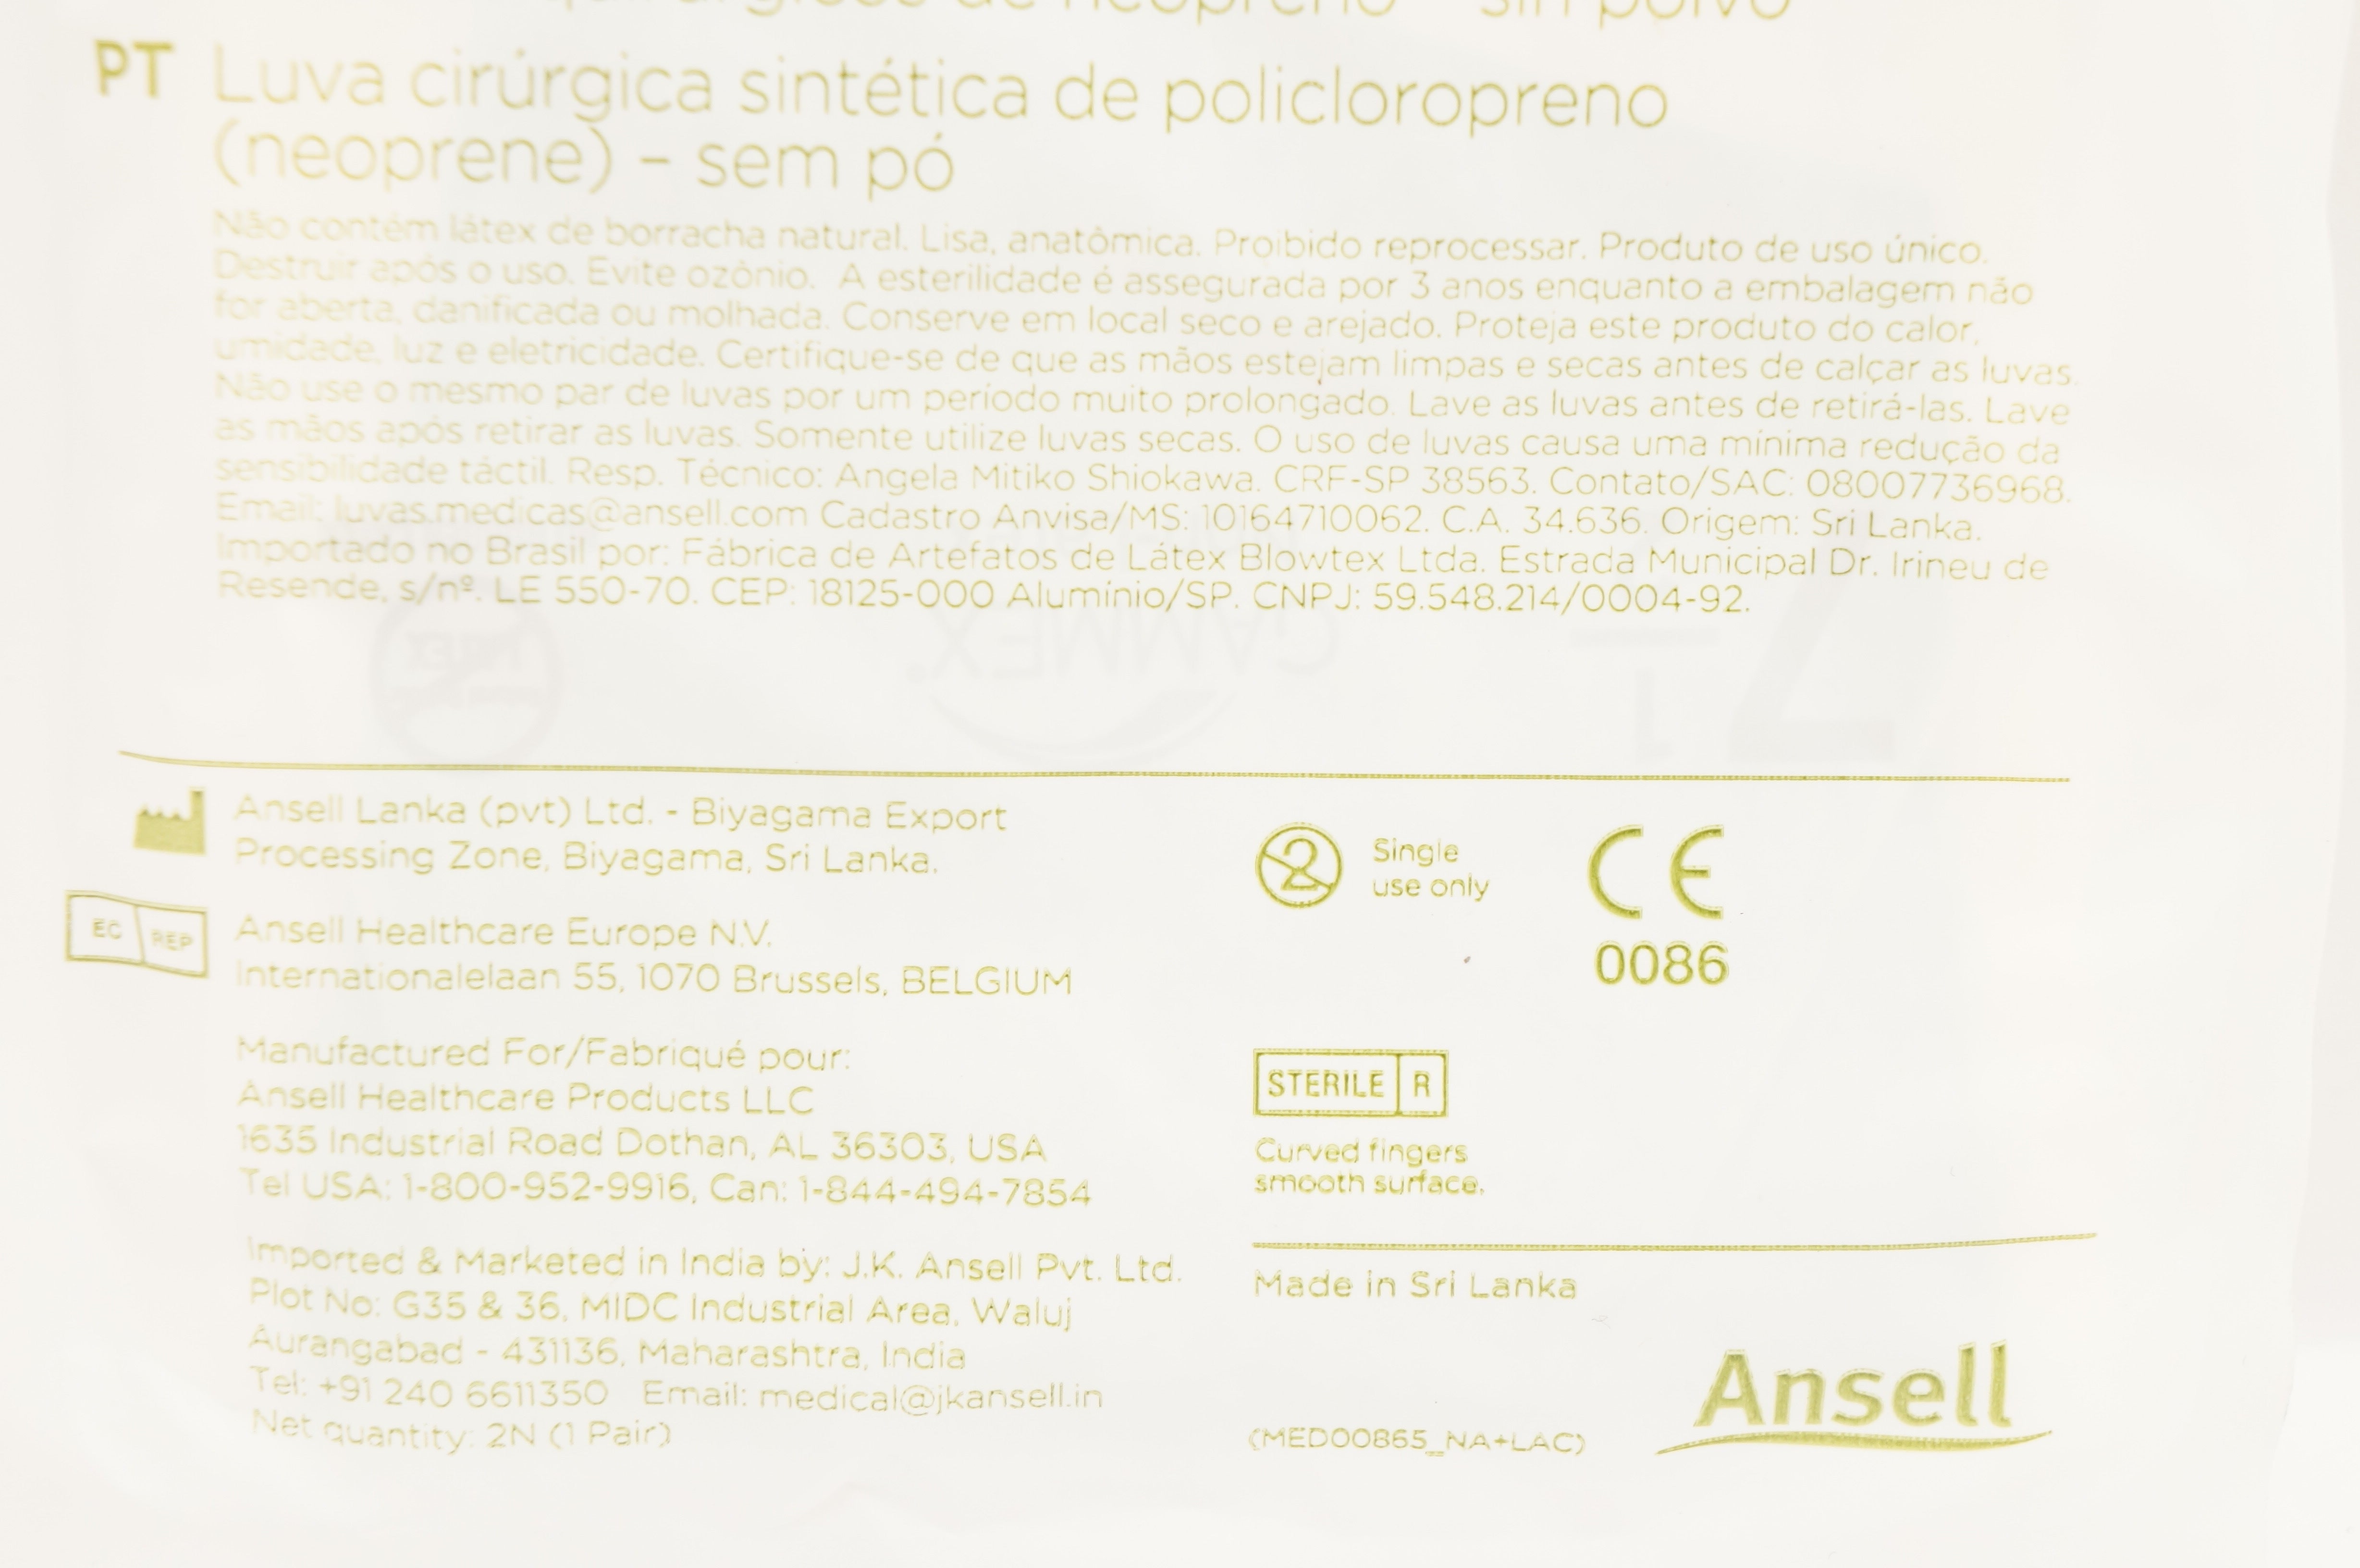 quirúrgicos de neopreno - sin polvo
PT Luva cirúrgica sintética de policloropreno
(neoprene) – sem pó
Não contém látex de borracha natural. Lisa, anatômica. Proibido reprocessar. Produto de uso único.
Destruir após o uso. Evite ozônio. A esterilidade é assegurada por 3 anos enquanto a embalagem não
for aberta, danificada ou molhada. Conserve em local seco e arejado. Proteja este produto do calor,
umidade, luz e eletricidade. Certifique-se de que as mãos estejam limpas e secas antes de calçar as luvas.
Não use o mesmo par de luvas por um período muito prolongado. Lave as luvas antes de retirá-las. Lave
as mãos após retirar as luvas. Somente utilize luvas secas. O uso de luvas causa uma mínima redução da
sensibilidade táctil. Resp. Técnico: Angela Mitiko Shiokawa. CRF-SP 38563. Contato/SAC: 08007736968.
Email: luvas.medicas@ansell.com Cadastro Anvisa/MS: 10164710062. C.A. 34.636. Origem: Sri Lanka.
Importado no Brasil por: Fábrica de Artefatos de Látex Blowtex Ltda. Estrada Municipal Dr. Irineu de
Resende, s/nº. LE 550-70. CEP: 18125-000 Alumínio/SP. CNPJ: 59.548.214/0004-92.
GAMMEX
Ansell Lanka (pvt) Ltd. - Biyagama Export
Processing Zone, Biyagama, Sri Lanka.
EC REP
Ansell Healthcare Europe N.V.
Internationalelaan 55, 1070 Brussels, BELGIUM
Manufactured For/Fabriqué pour:
Ansell Healthcare Products LLC
1635 Industrial Road Dothan, AL 36303, USA
Tel USA: 1-800-952-9916, Can: 1-844-494-7854
Imported & Marketed in India by: J.K. Ansell Pvt. Ltd.
Plot No: G35 & 36, MIDC Industrial Area, Waluj
Aurangabad - 431136, Maharashtra, India
Tel: +91 240 6611350 Email: medical@jkansell.in
Net quantity: 2N (1 Pair)
2
Single
use only
CE
0086
STERILE R
Curved fingers
smooth surface.
Made in Sri Lanka
(MED00865_NA+LAC)
Ansell